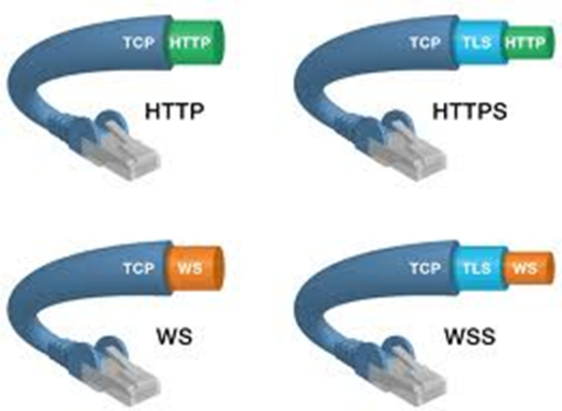 TCP HTTP
HTTP
TCP TLS HTTP
HTTPS
TCP WS
WS
TCP TLS WS
WSS